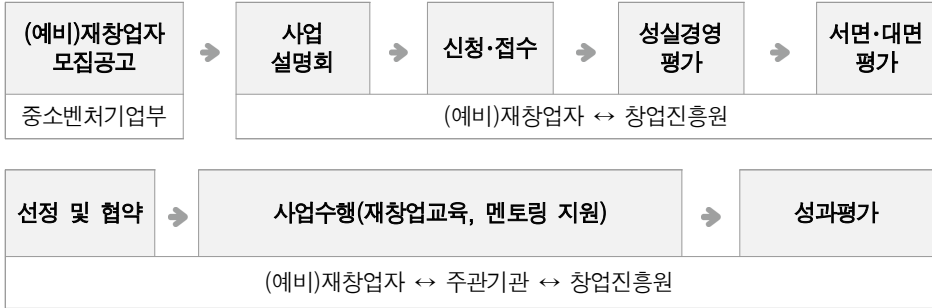 (예비)재창업자
모집공고
사업
설명회
신청·접수
성실경영
평가
서면·대면
평가
중소벤처기업부
(예비)재창업자 ↔ 창업진흥원
선정 및 협약
사업수행(재창업교육, 멘토링 지원)
성과평가
(예비)재창업자 ↔ 주관기관 ↔ 창업진흥원